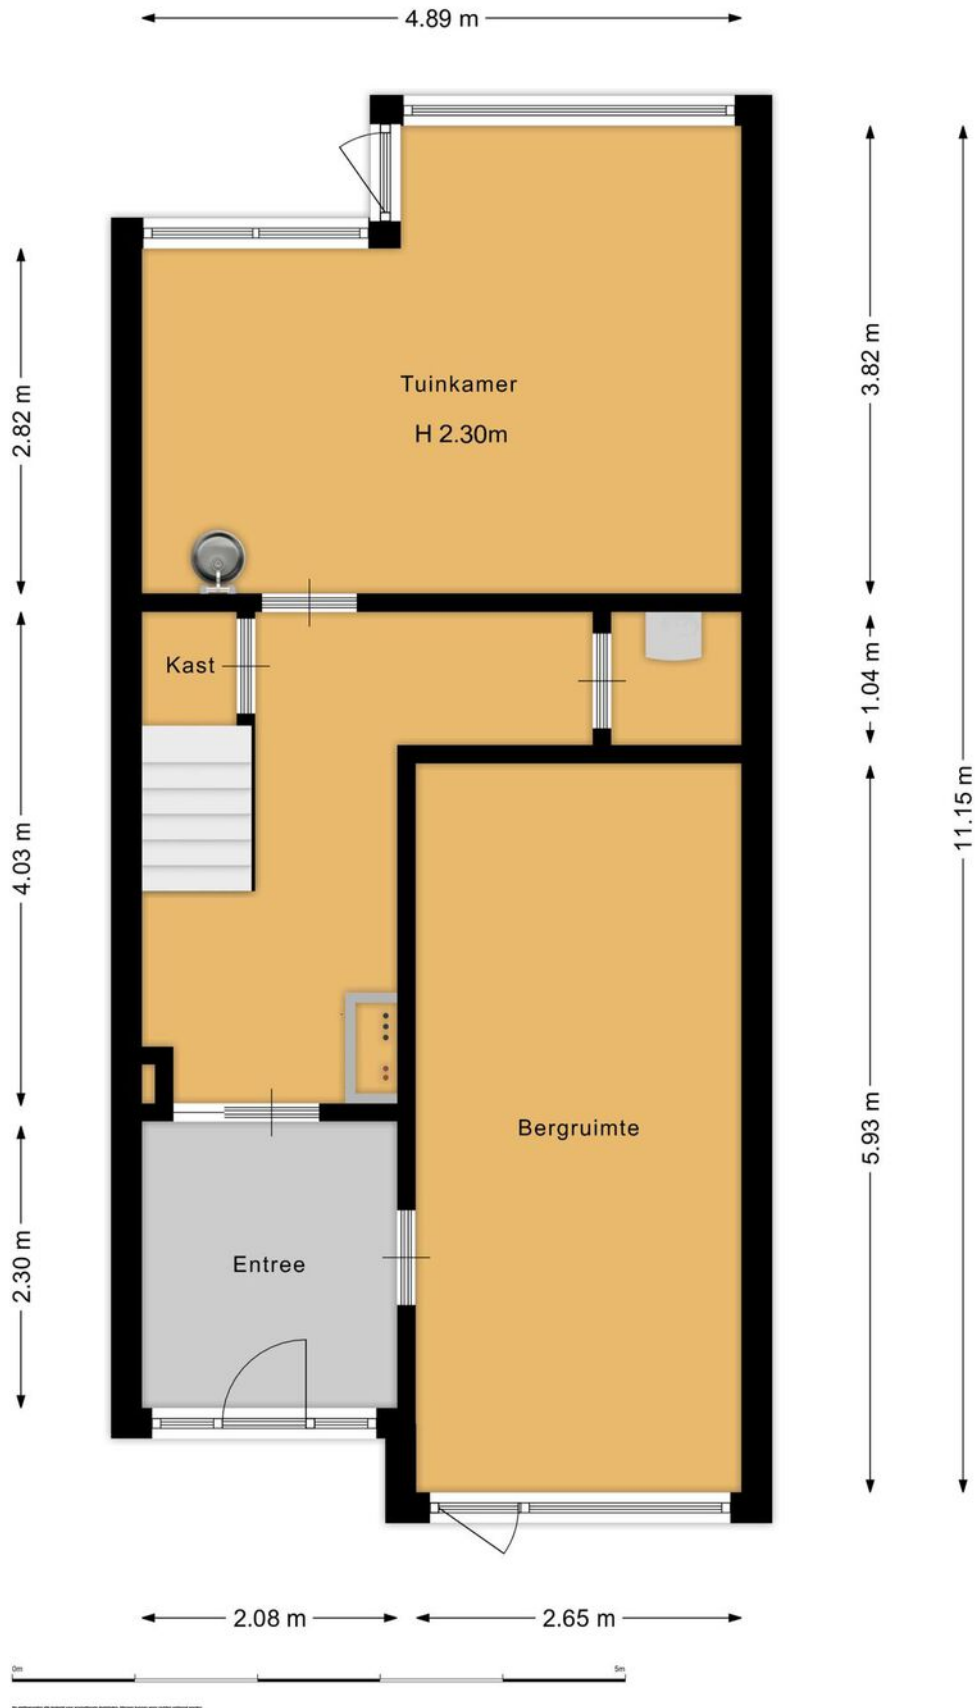 4.89 m
2.82 m
3.82 m
Tuinkamer
H 2.30m
Kast
1.04 m
4.03 m
11.15 m
5.93 m
Bergruimte
2.30 m
Entree
2.08 m
2.65 m
0m
5m